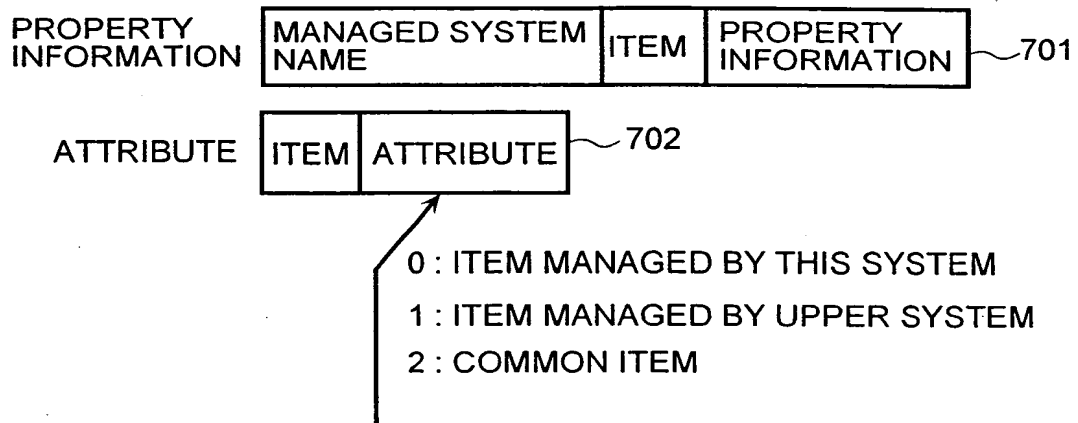 PROPERTY INFORMATION
MANAGED SYSTEM NAME
ITEM
PROPERTY INFORMATION
701
ATTRIBUTE
ITEM
ATTRIBUTE
702
0 : ITEM MANAGED BY THIS SYSTEM
1 : ITEM MANAGED BY UPPER SYSTEM
2 : COMMON ITEM